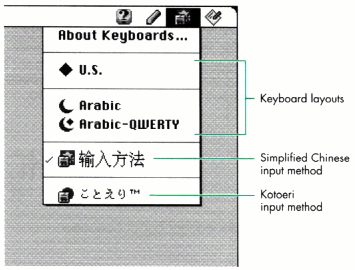 About Keyboards...
U.S.
Arabic
Arabic-QWERTY
输入方法
ことえり™
Keyboard layouts
Simplified Chinese
input method
Kotoeri
input method